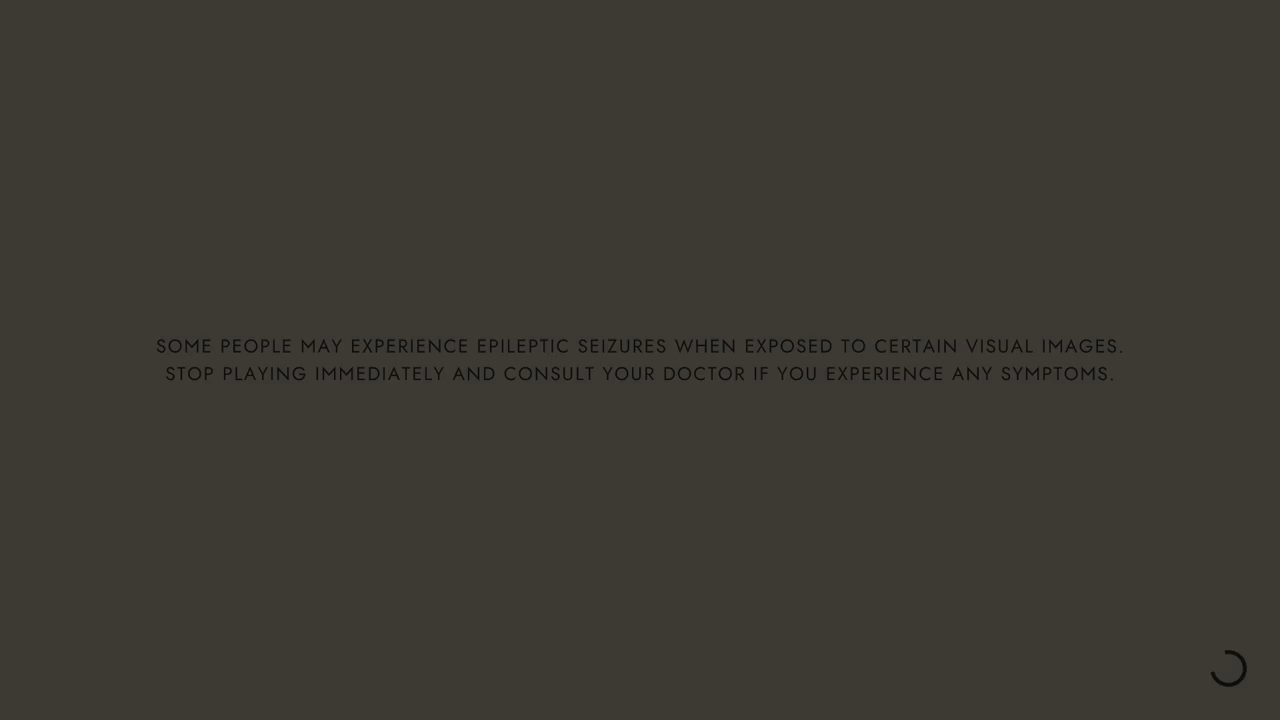 SOME PEOPLE MAY EXPERIENCE EPILEPTIC SEIZURES WHEN EXPOSED TO CERTAIN VISUAL IMAGES.
STOP PLAYING IMMEDIATELY AND CONSULT YOUR DOCTOR IF YOU EXPERIENCE ANY SYMPTOMS.